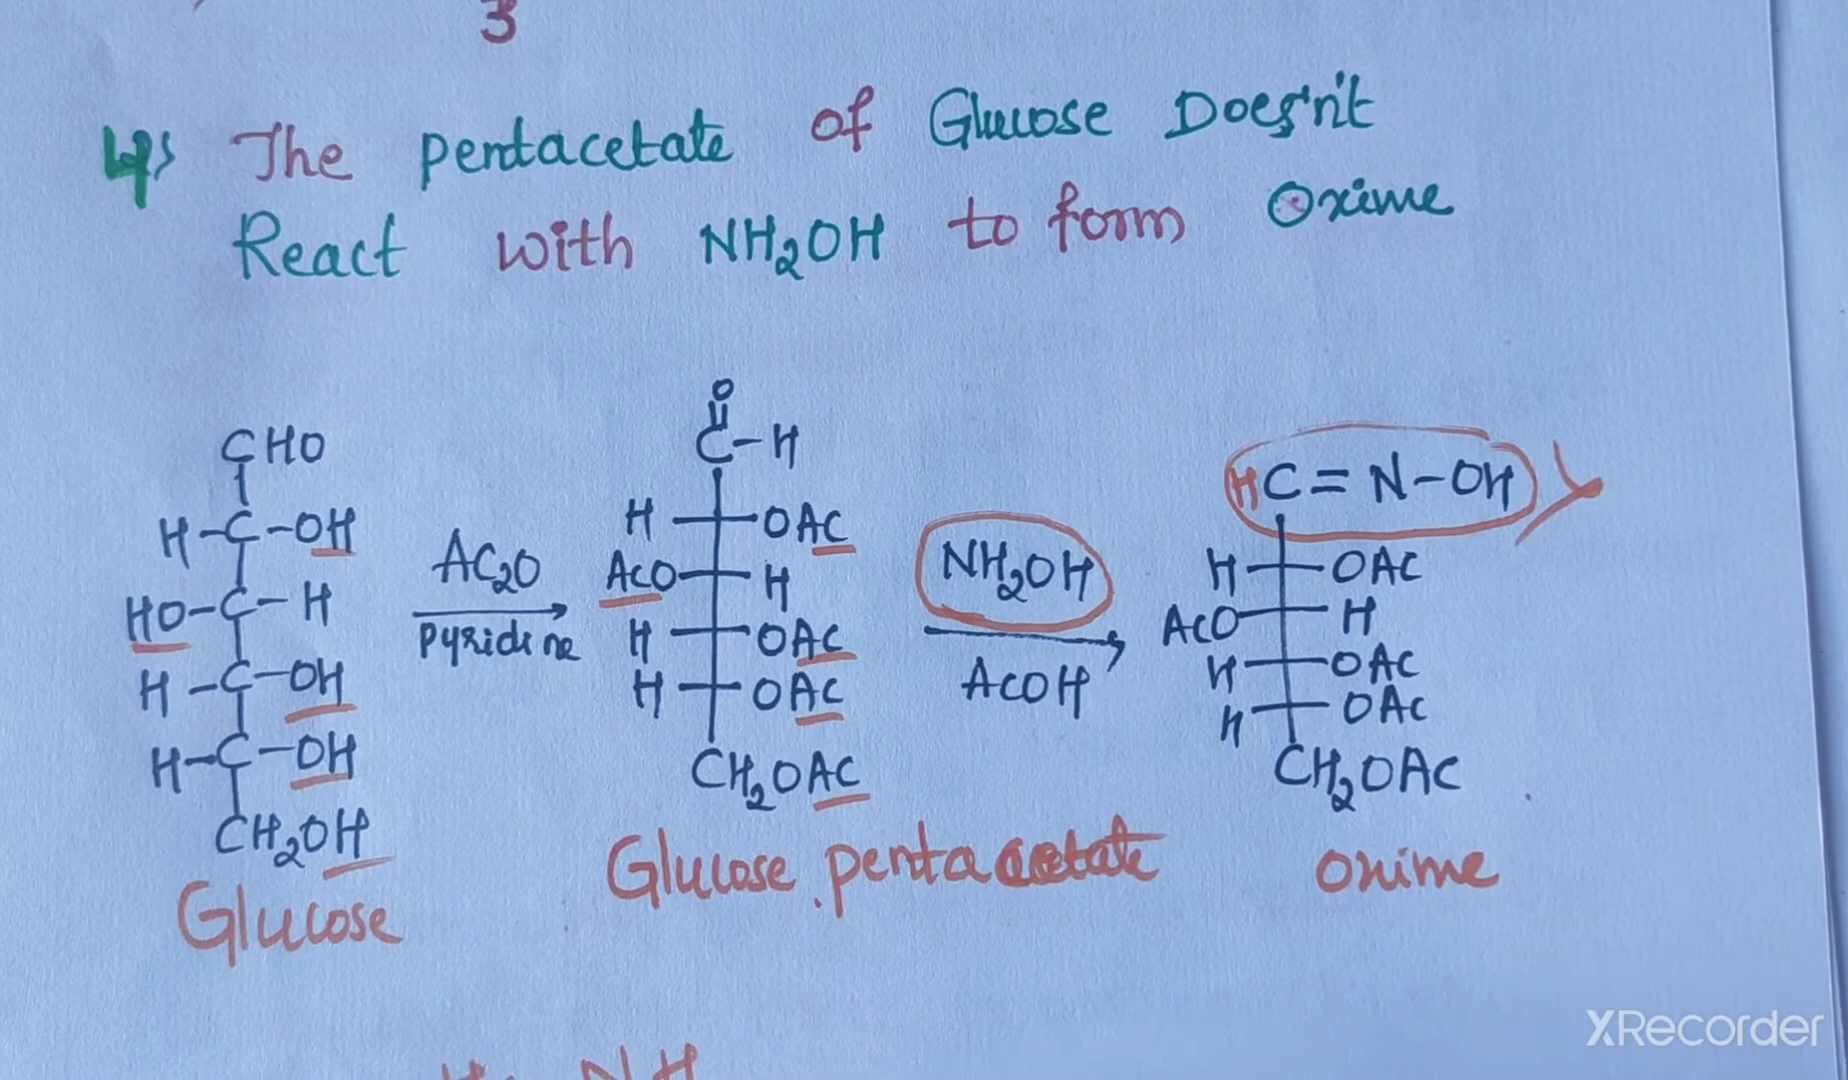 3
4) The pentacetate of Glucose Does'nt
React with NH2OH to form Oxime
CHO
H-C-OH
HO-C-H
H-C-OH
H-C-OH
CH2OH
Glucose
AC2O
pyridine
O
C-H
H OAC
ACO H
H OAC
H OAC
CH2OAC
Glucose pentaacetate
NH2OH
ACOH
HC=N-OH
H OAC
ACO H
H OAC
H OAC
CH2OAC
oxime
XRecorder